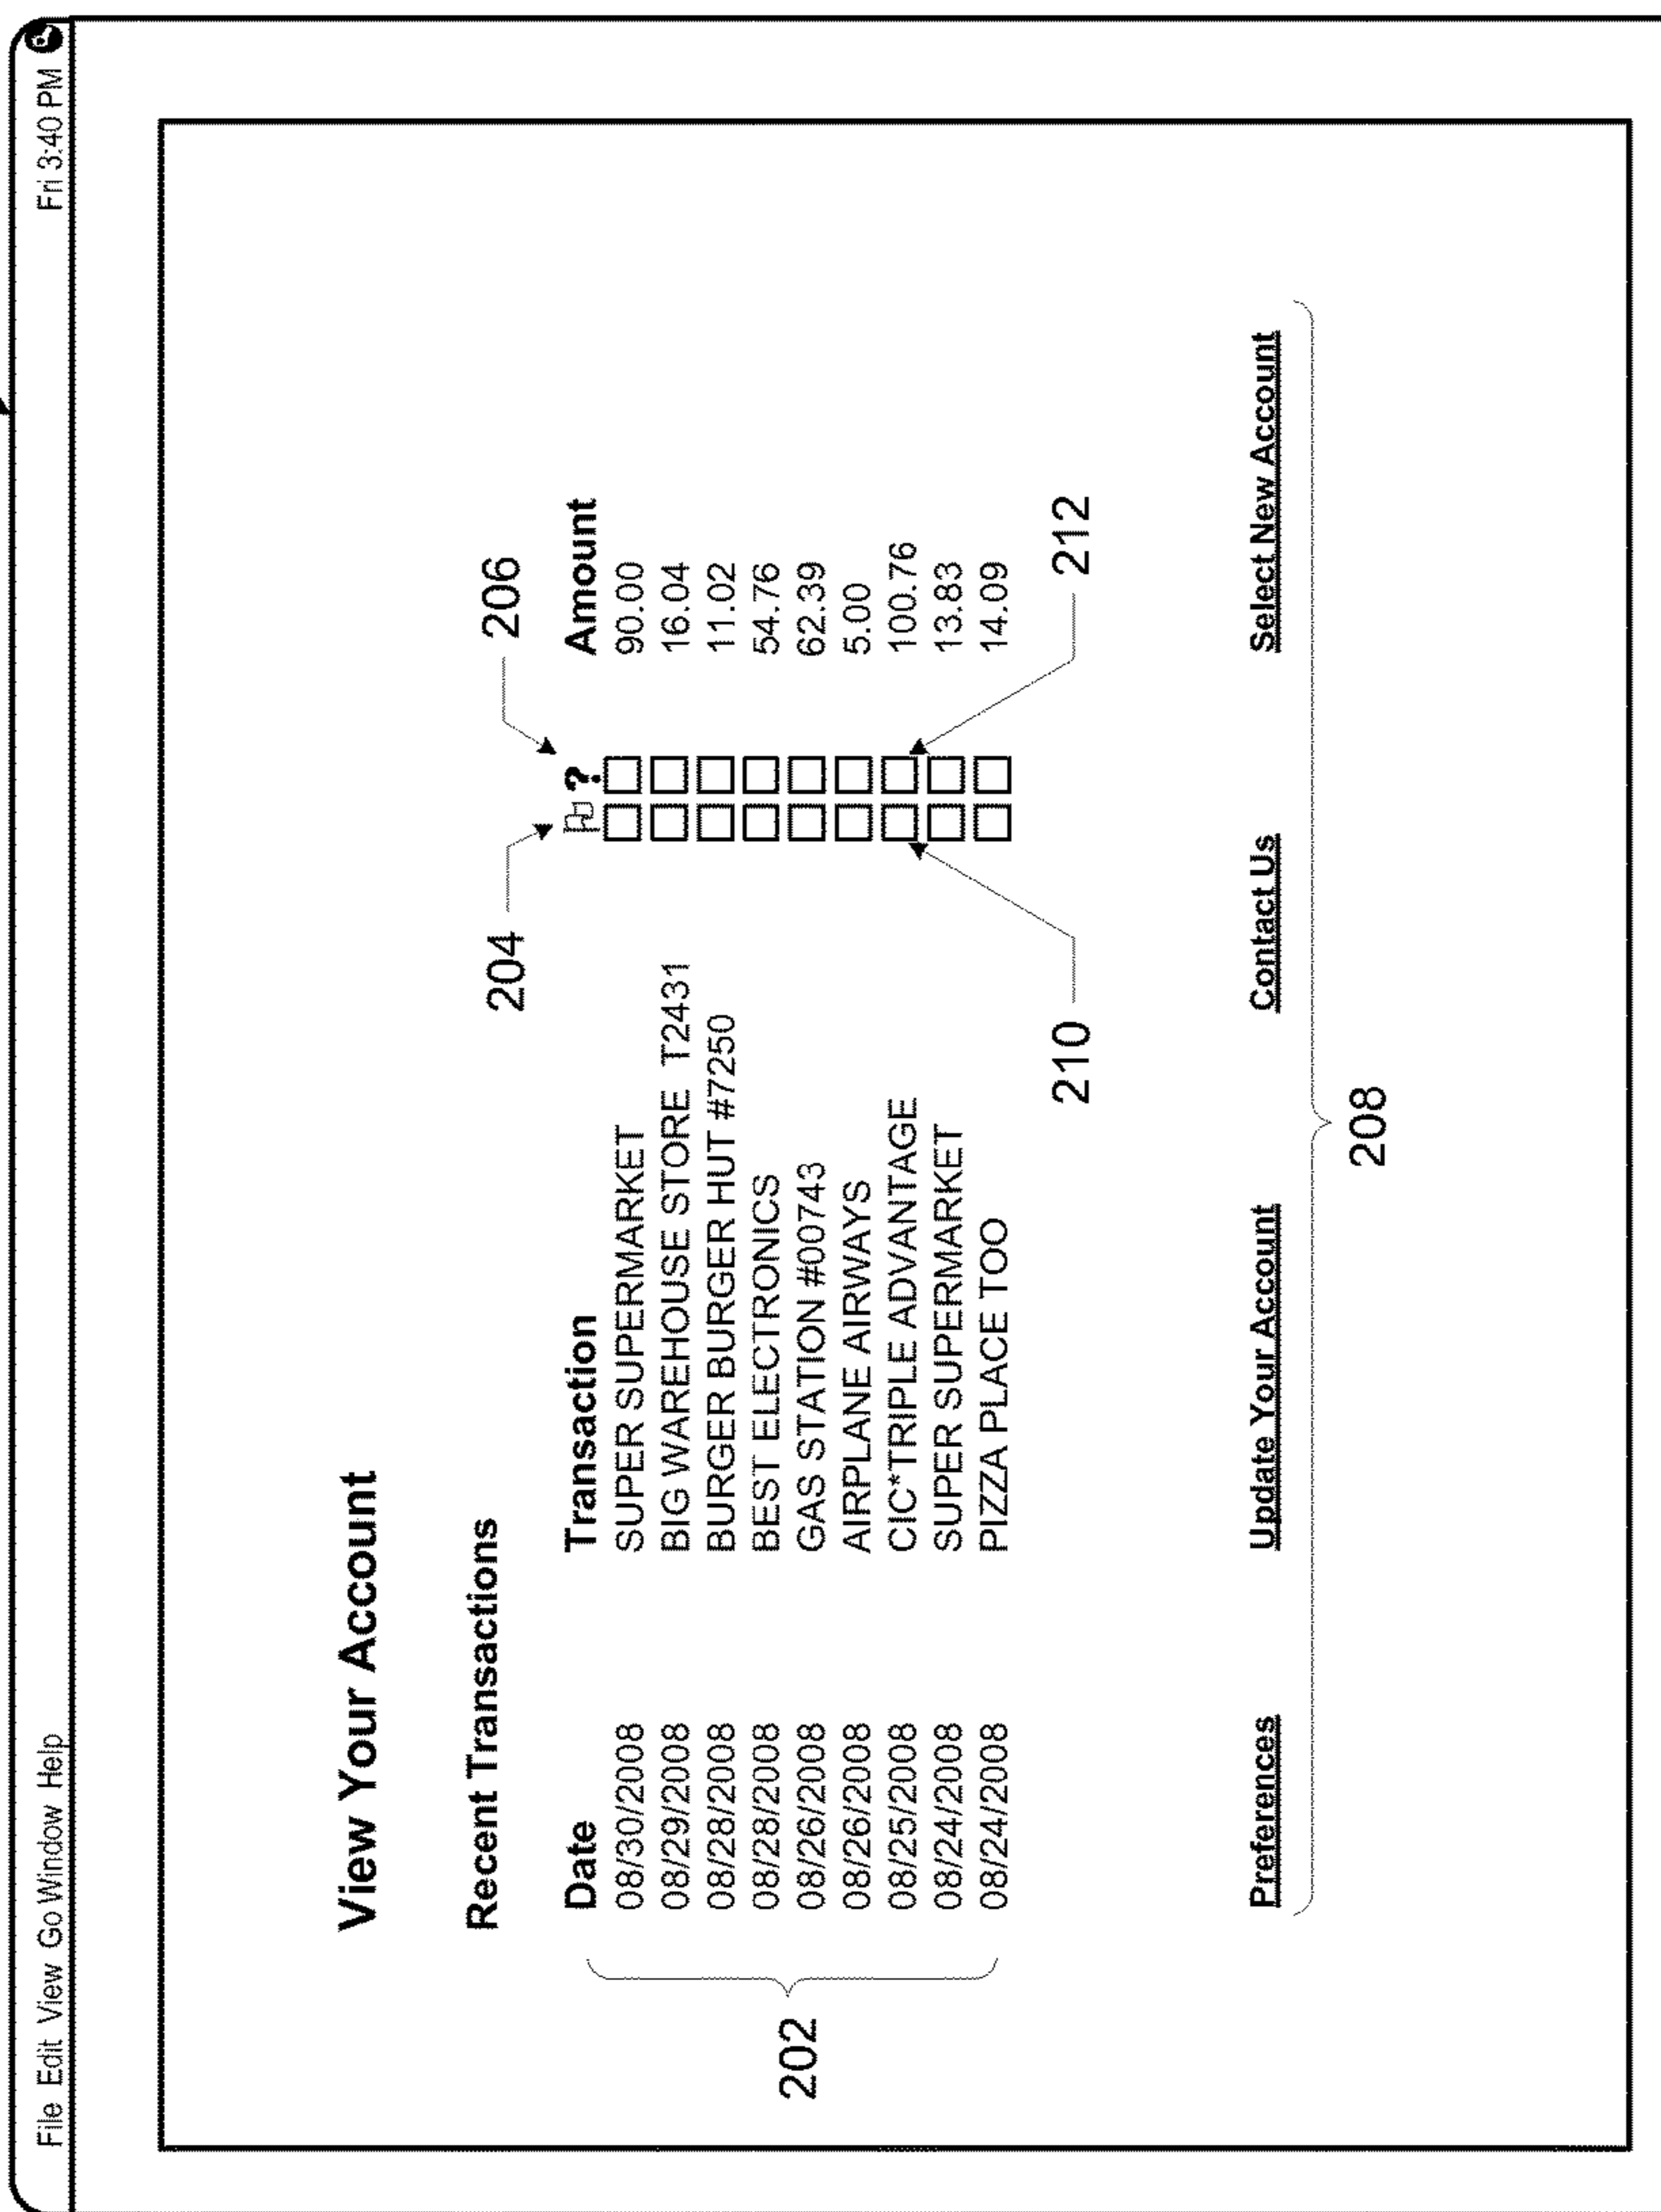 File Edit View Go Window Help Fri 3:40 PM
View Your Account
Recent Transactions
204 206
Date Transaction ? Amount
08/30/2008 SUPER SUPERMARKET 90.00
08/29/2008 BIG WAREHOUSE STORE T2431 16.04
08/28/2008 BURGER BURGER HUT #7250 11.02
08/28/2008 BEST ELECTRONICS 54.76
202
08/26/2008 GAS STATION #00743 62.39
08/26/2008 AIRPLANE AIRWAYS 5.00
08/25/2008 CIC*TRIPLE ADVANTAGE 100.76
08/24/2008 SUPER SUPERMARKET 13.83
08/24/2008 PIZZA PLACE TOO 14.09
210 212
Preferences Update Your Account Contact Us Select New Account
208